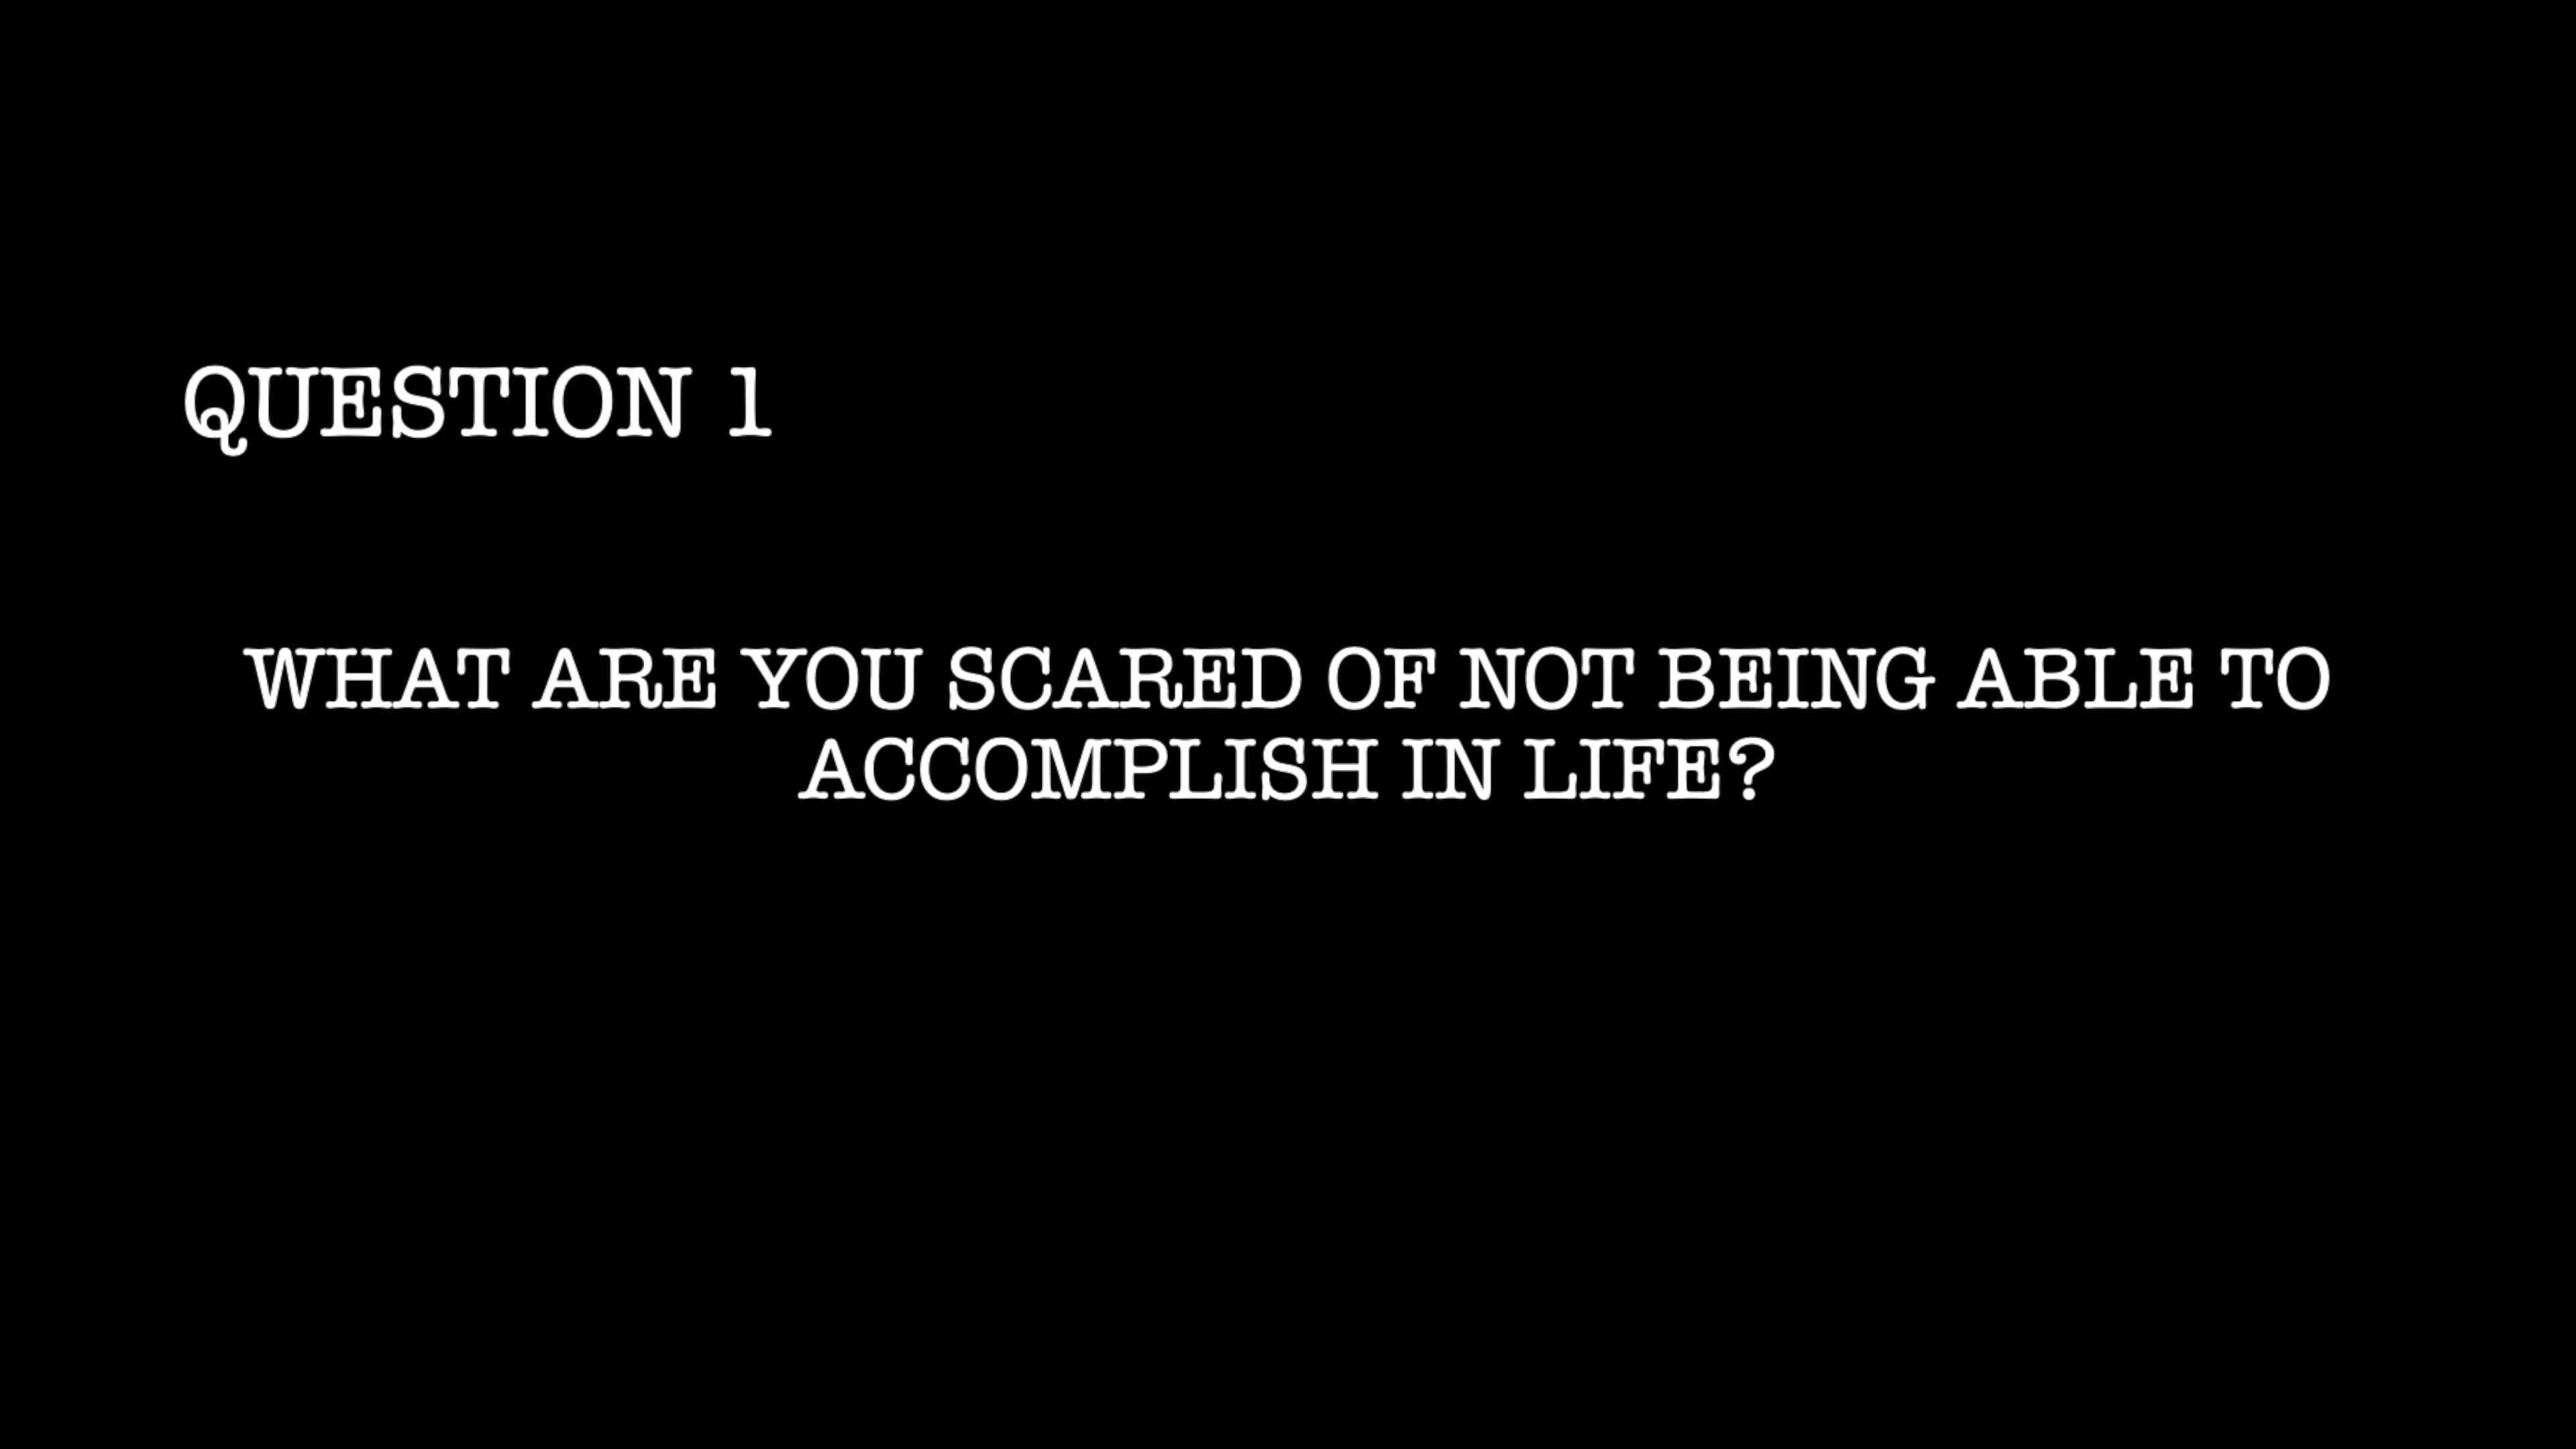 QUESTION 1
WHAT ARE YOU SCARED OF NOT BEING ABLE TO
ACCOMPLISH IN LIFE?